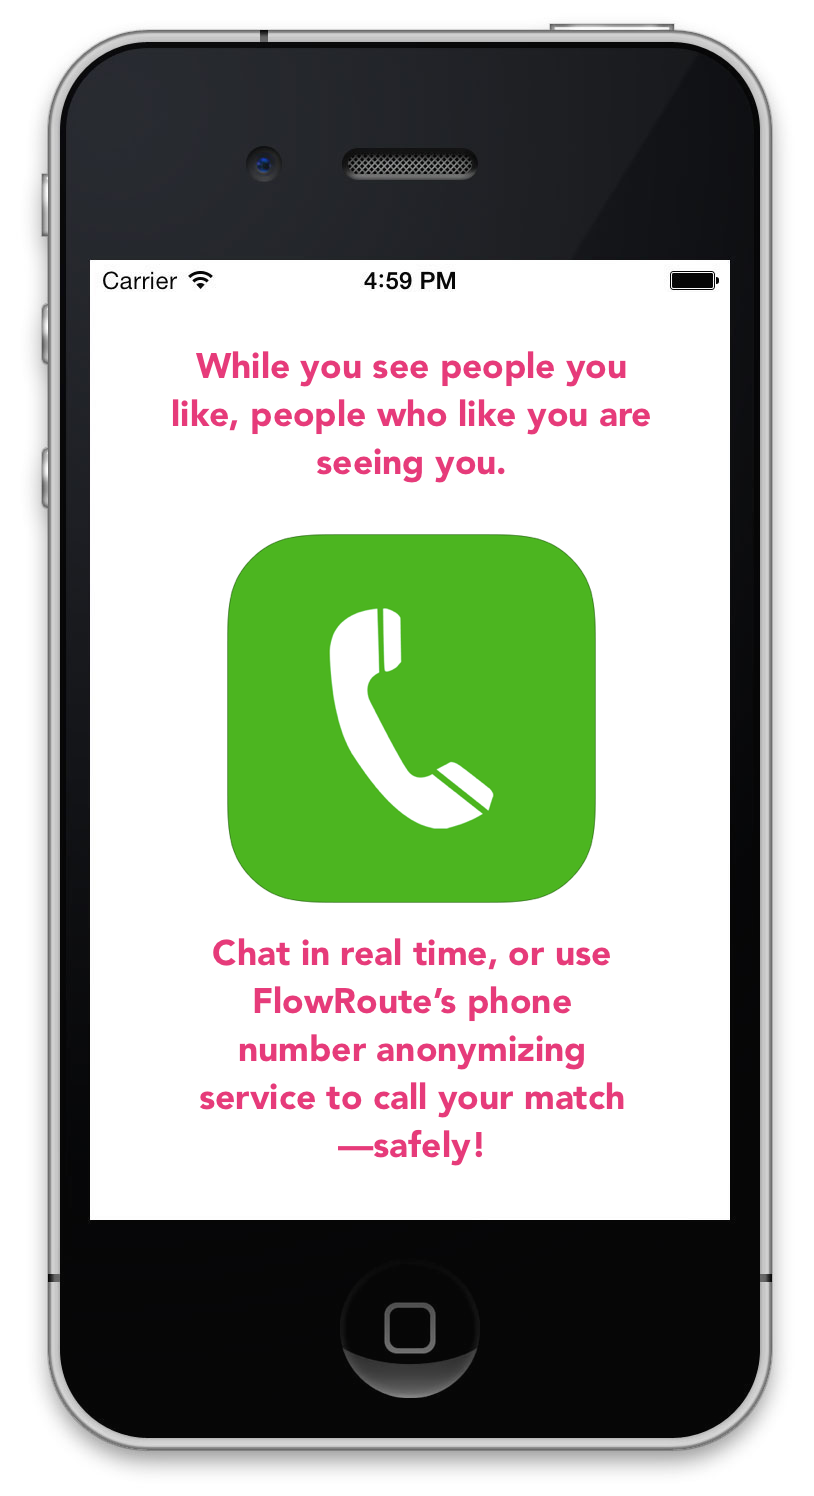 Carrier 4:59 PM
While you see people you
like, people who like you are
seeing you.
Chat in real time, or use
FlowRoute’s phone
number anonymizing
service to call your match
—safely!